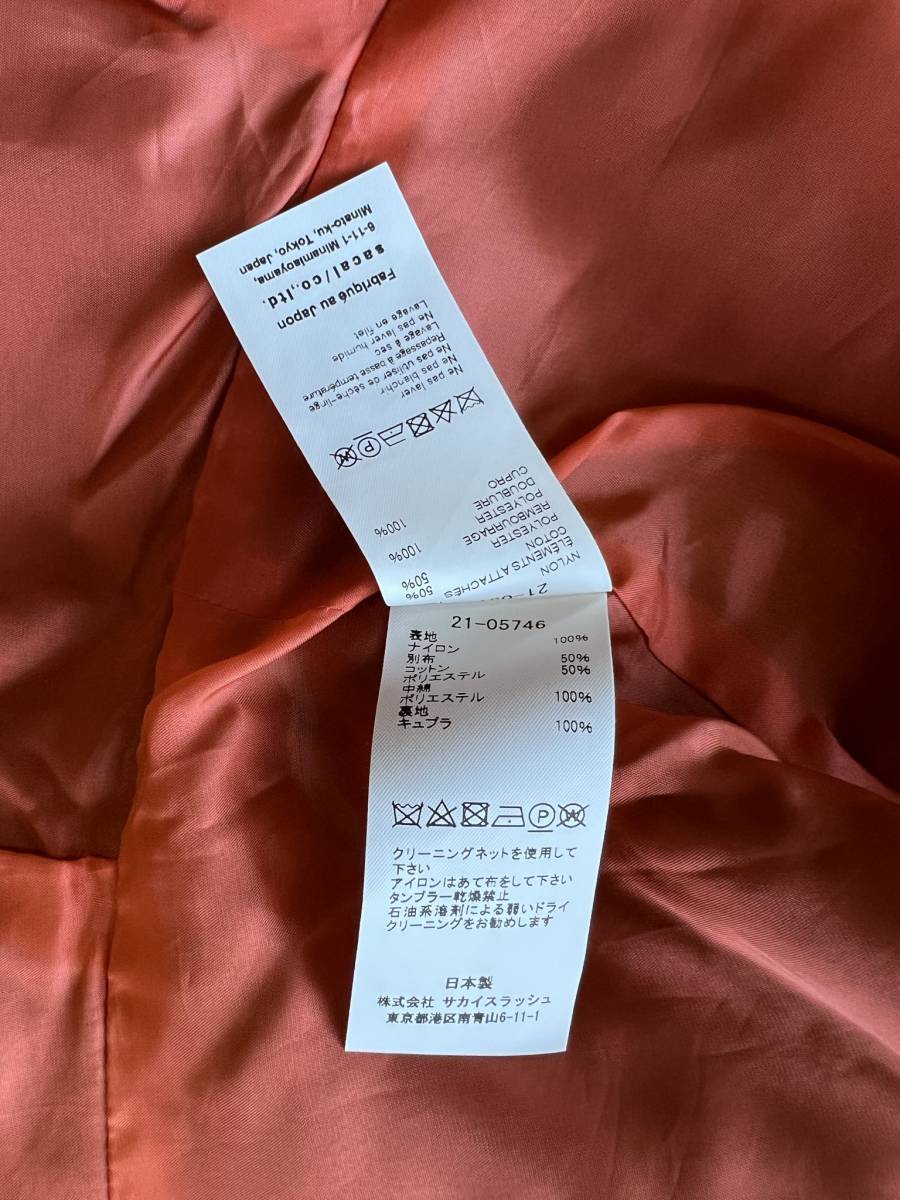 Minato-ku, Tokyo, Japan
6-11-1 Minamiaoyama,
sacai/co.,ltd.
Fabriqué au Japon
Lavage en filet
Ne pas laver humide
Lavage à sec
Repassage à basse température
Ne pas utiliser de sèche-linge
Ne pas blanchir
Ne pas laver
CUPRO 100%
DOUBLURE
POLYESTER 100%
REMBOURRAGE
POLYESTER 50%
COTON 50%
ÉLÉMENTS ATTACHÉS
NYLON
21-05746
表地
ナイロン 100%
別布
コットン 50%
ポリエステル 50%
中綿
ポリエステル 100%
裏地
キュプラ 100%
クリーニングネットを使用して
下さい
アイロンはあて布をして下さい
タンブラー乾燥禁止
石油系溶剤による弱いドライ
クリーニングをお勧めします
日本製
株式会社 サカイスラッシュ
東京都港区南青山6-11-1